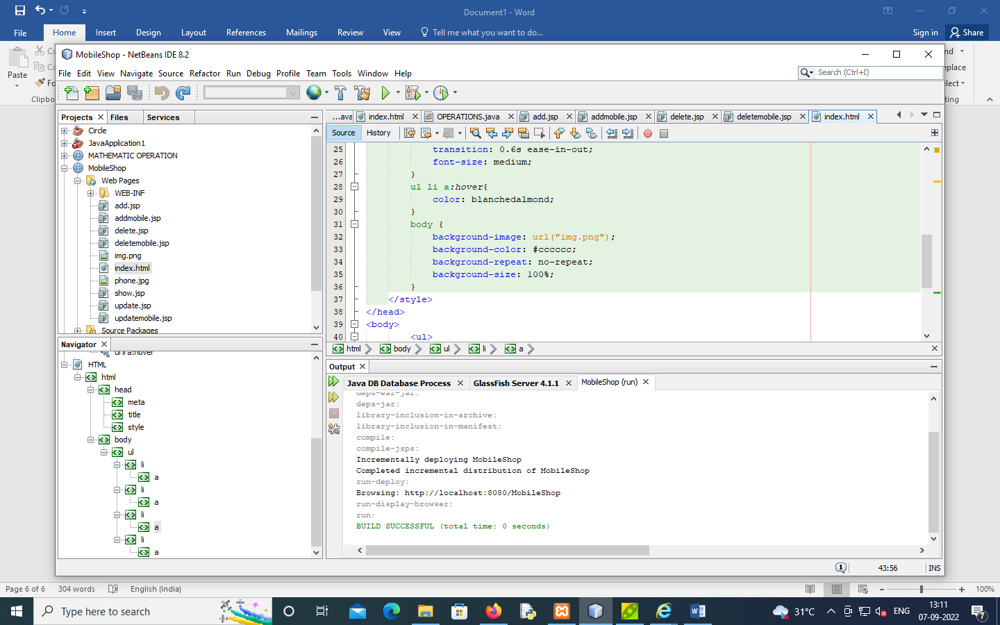 Document1 - Word
File Home Insert Design Layout References Mailings Review View Tell me what you want to do... Sign in Share
Paste
Clipbo
MobileShop - NetBeans IDE 8.2
File Edit View Navigate Source Refactor Run Debug Profile Team Tools Window Help
Search (Ctrl+I)
Projects Files Services
Circle
JavaApplication1
MATHEMATIC OPERATION
MobileShop
Web Pages
WEB-INF
add.jsp
addmobile.jsp
delete.jsp
deletemobile.jsp
img.png
index.html
phone.jpg
show.jsp
update.jsp
updatemobile.jsp
Source Packages
Navigator
ul li a:hover
HTML
html
head
meta
title
style
body
ul
li
a
li
a
li
a
li
a
...ava index.html OPERATIONS.java add.jsp addmobile.jsp delete.jsp deletemobile.jsp index.html
Source History
25 transition: 0.6s ease-in-out;
26 font-size: medium;
27 }
28 ul li a:hover{
29 color: blanchedalmond;
30 }
31 body {
32 background-image: url("img.png");
33 background-color: #cccccc;
34 background-repeat: no-repeat;
35 background-size: 100%;
36 }
37 </style>
38 </head>
39 <body>
40 <ul>
html body ul li a
Output
Java DB Database Process GlassFish Server 4.1.1 MobileShop (run)
deps-ear-jar:
deps-jar:
library-inclusion-in-archive:
library-inclusion-in-manifest:
compile:
compile-jsps:
Incrementally deploying MobileShop
Completed incremental distribution of MobileShop
run-deploy:
Browsing: http://localhost:8080/MobileShop
run-display-browser:
run:
BUILD SUCCESSFUL (total time: 0 seconds)
1 43:56 INS
Page 6 of 6 304 words English (India) 100%
Type here to search
31°C ENG 13:11
07-09-2022
7